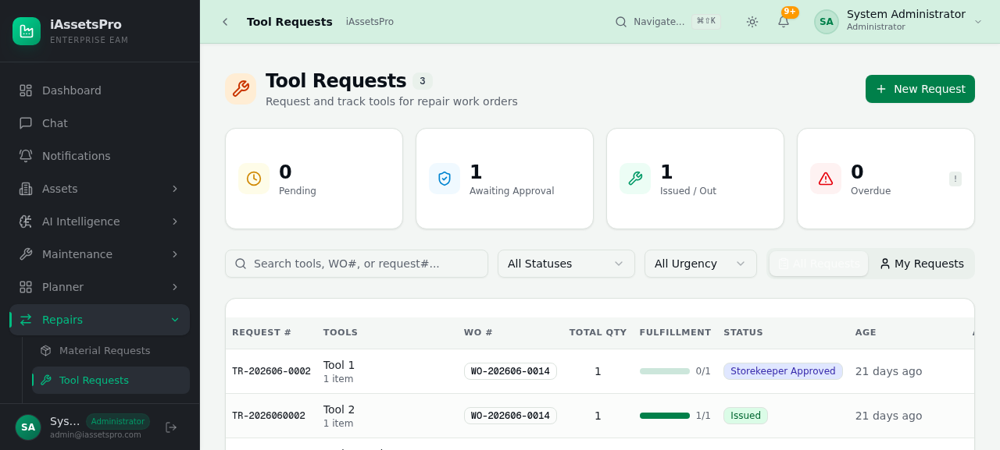 iAssetsPro
ENTERPRISE EAM
Dashboard
Chat
Notifications
Assets
AI Intelligence
Maintenance
Planner
Repairs
Material Requests
Tool Requests
SA
Sys...
Administrator
admin@iassetspro.com
Tool Requests
iAssetsPro
Navigate...
⌘⇧K
9+
SA
System Administrator
Administrator
Tool Requests
3
Request and track tools for repair work orders
New Request
0
Pending
1
Awaiting Approval
1
Issued / Out
0
Overdue
!
Search tools, WO#, or request#...
All Statuses
All Urgency
All Requests
My Requests
REQUEST #
TOOLS
WO #
TOTAL QTY
FULFILLMENT
STATUS
AGE
TR-202606-0002
Tool 1
1 item
WO-202606-0014
1
0/1
Storekeeper Approved
21 days ago
TR-2026060002
Tool 2
1 item
WO-202606-0014
1
1/1
Issued
21 days ago